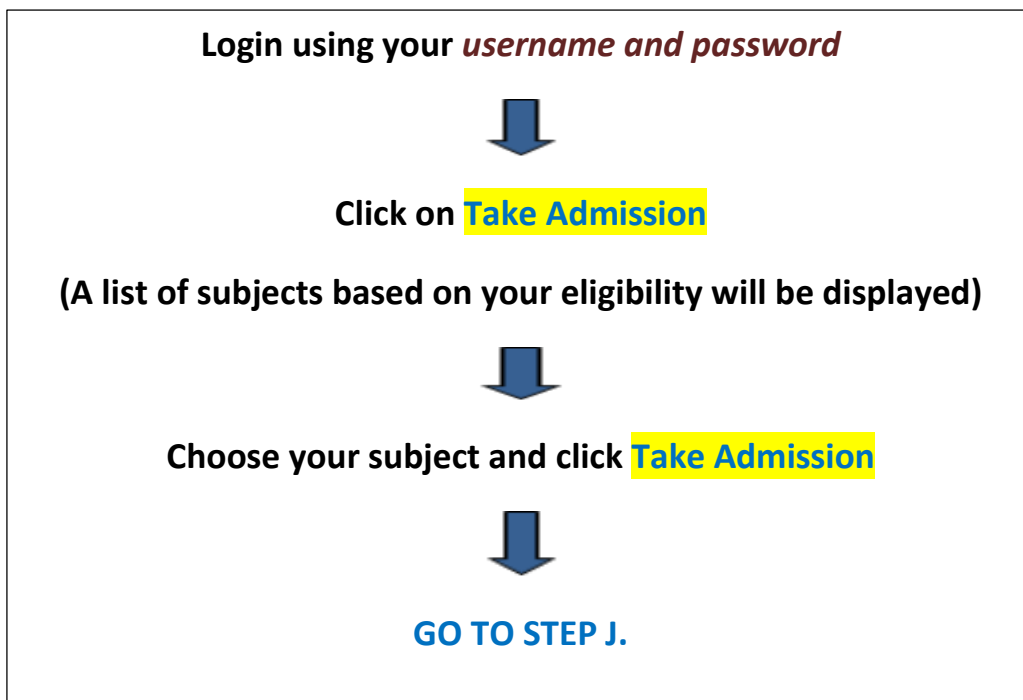 Login using your username and password
Click on Take Admission
(A list of subjects based on your eligibility will be displayed)
Choose your subject and click Take Admission
GO TO STEP J.